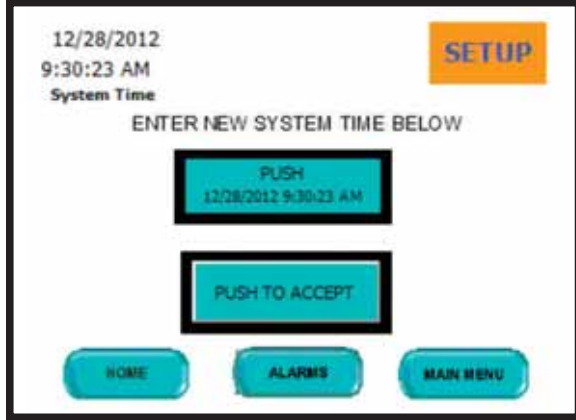 12/28/2012
9:30:23 AM
System Time
SETUP
ENTER NEW SYSTEM TIME BELOW
PUSH
12/28/2012 9:30:23 AM
PUSH TO ACCEPT
HOME
ALARMS
MAIN MENU